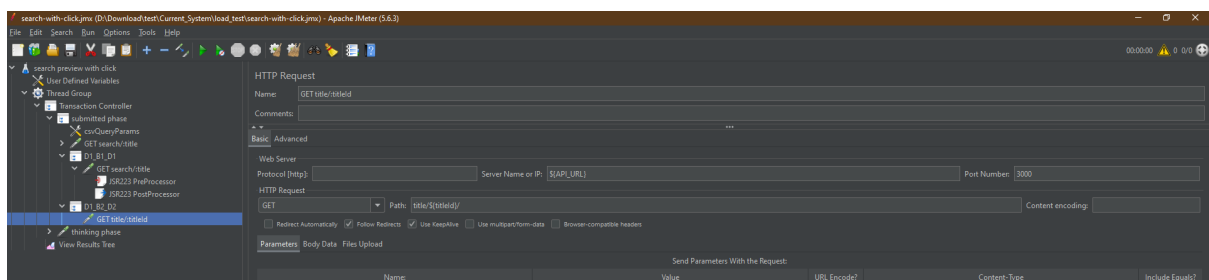 search-with-click.jmx (D:\Download\test\Current_System\load_test\search-with-click.jmx) - Apache JMeter (5.6.3)
File Edit Search Run Options Tools Help
00:00:00 0 0/0
search preview with click
User Defined Variables
Thread Group
Transaction Controller
submitted phase
csvQueryParams
GET search/:title
D1_B1_D1
GET search/:title
JSR223 PreProcessor
JSR223 PostProcessor
D1_B2_D2
GET title/:titleId
thinking phase
View Results Tree
HTTP Request
Name: GET title/:titleId
Comments:
Basic Advanced
Web Server
Protocol [http]: Server Name or IP: ${API_URL} Port Number: 3000
HTTP Request
GET Path: title/${titleId}/ Content encoding:
Redirect Automatically Follow Redirects Use KeepAlive Use multipart/form-data Browser-compatible headers
Parameters Body Data Files Upload
Send Parameters With the Request:
Name: Value URL Encode? Content-Type Include Equals?